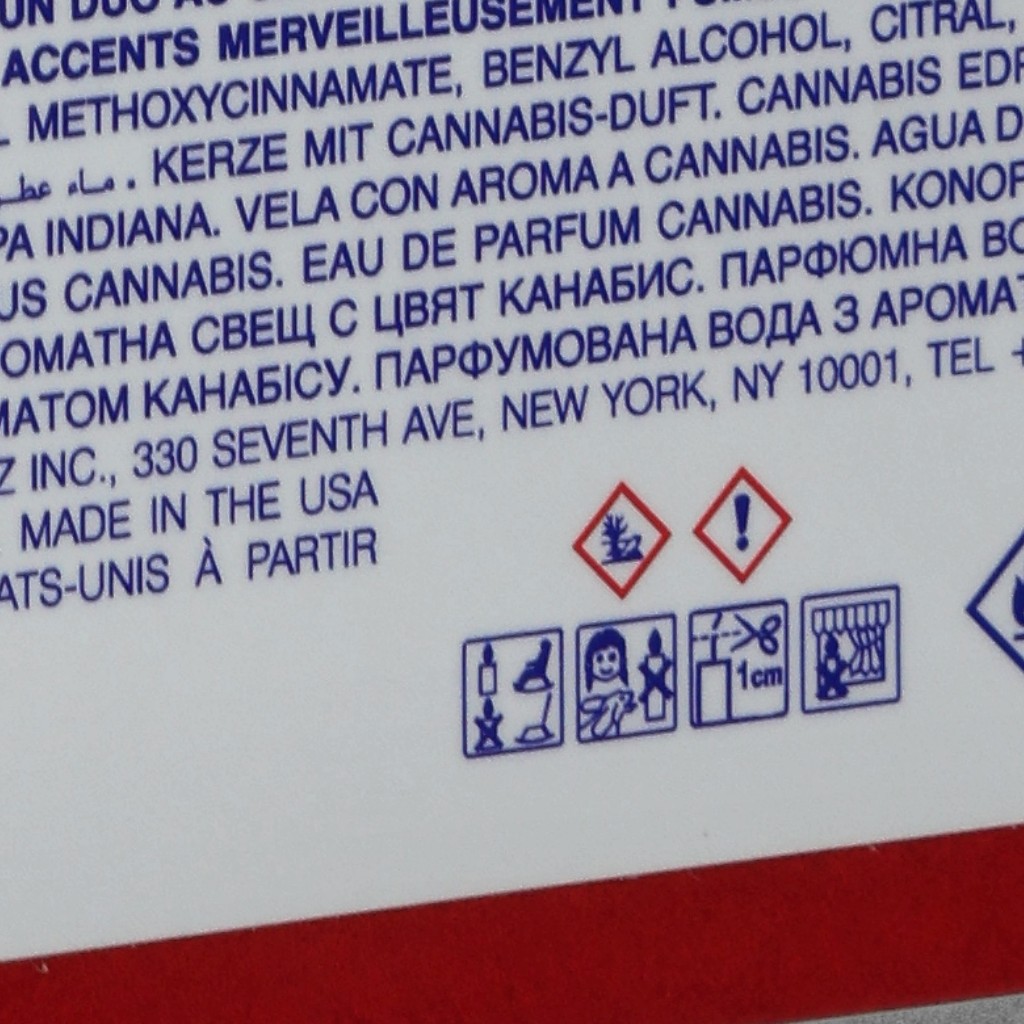 ACCENTS MERVEILLEUSEMENT
METHOXYCINNAMATE, BENZYL ALCOHOL, CITRAL,
ماء . KERZE MIT CANNABIS-DUFT. CANNABIS
INDIANA. VELA CON AROMA A CANNABIS. AGUA
CANNABIS. EAU DE PARFUM CANNABIS.
СВЕЩ С ЦВЯТ КАНАБИС. ПАРФЮМНА
КАНАБІСУ. ПАРФУМОВАНА ВОДА З
INC., 330 SEVENTH AVE, NEW YORK, NY 10001, TEL
MADE IN THE USA
À PARTIR
1cm